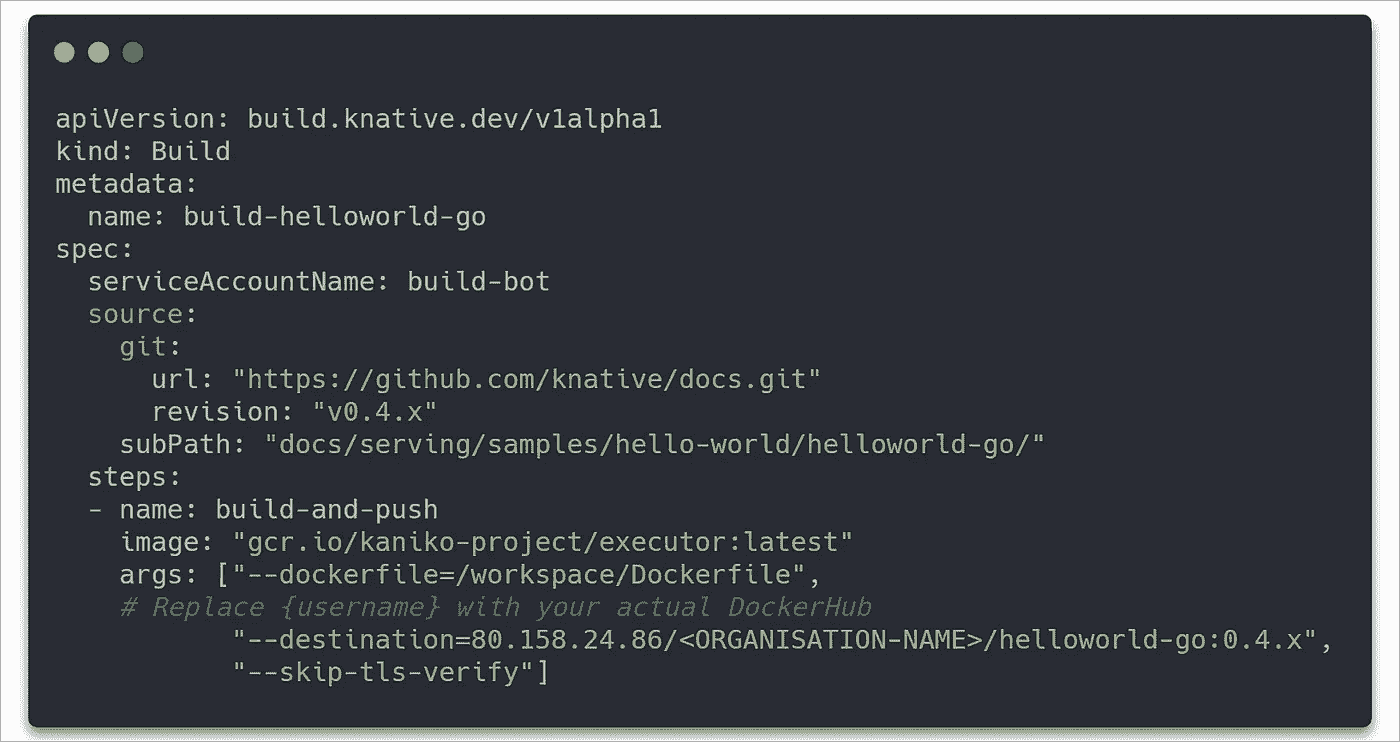 apiVersion: build.knative.dev/v1alpha1
kind: Build
metadata:
  name: build-helloworld-go
spec:
  serviceAccountName: build-bot
  source:
    git:
      url: "https://github.com/knative/docs.git"
      revision: "v0.4.x"
    subPath: "docs/serving/samples/hello-world/helloworld-go/"
  steps:
  - name: build-and-push
    image: "gcr.io/kaniko-project/executor:latest"
    args: ["--dockerfile=/workspace/Dockerfile",
    # Replace {username} with your actual DockerHub
           "--destination=80.158.24.86/<ORGANISATION-NAME>/helloworld-go:0.4.x",
           "--skip-tls-verify"]